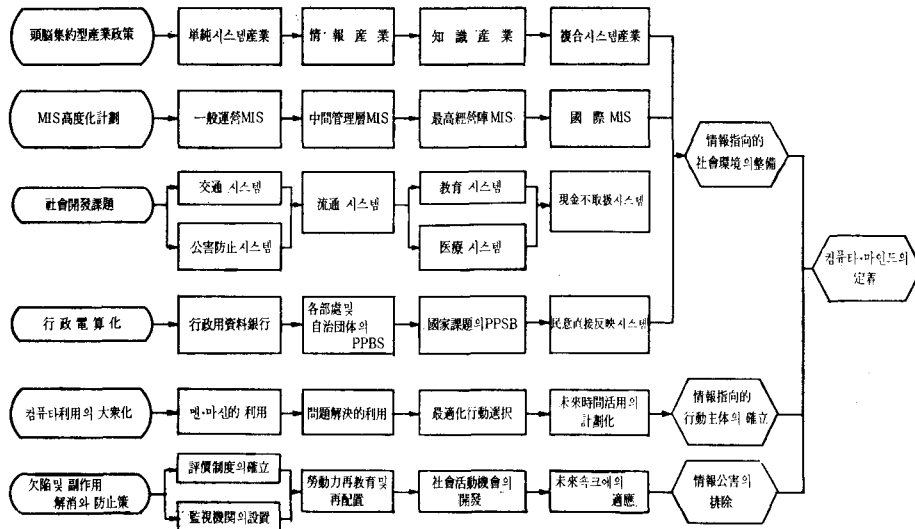 頭腦集約型產業政策
単純시스템産業
情·報産業
知識産業
複合시스템産業
MIS高度化計劃
一般運營MIS
中間管理層MIS
最高經營陣MIS
國際 MIS
情報指向的
社會環境의整備
社會開發課題
交通 시스템
公害防止시스템
流通 시스템
教育 시스템
医療 시스템
現金不取扱시스템
컴퓨타·마인드의
定着
行政電算化
行政用資料銀行
各部處및
自治団体의
PPBS
國家課題의PPSB
民意直接反映시스템
컴퓨타利用의 大衆化
맨·마신的 利用
問題解決的利用
最適化行動選択
未來時間活用의
計劃化
情報指向的
行動主体의 確立
欠陥및 副作用
解消와 防止策
評價制度의確立
監視機関의設置
勞動力再敎育및
再配置
社會活動機會의
開發
未來쇽크에의
適應
情報公害의
排除